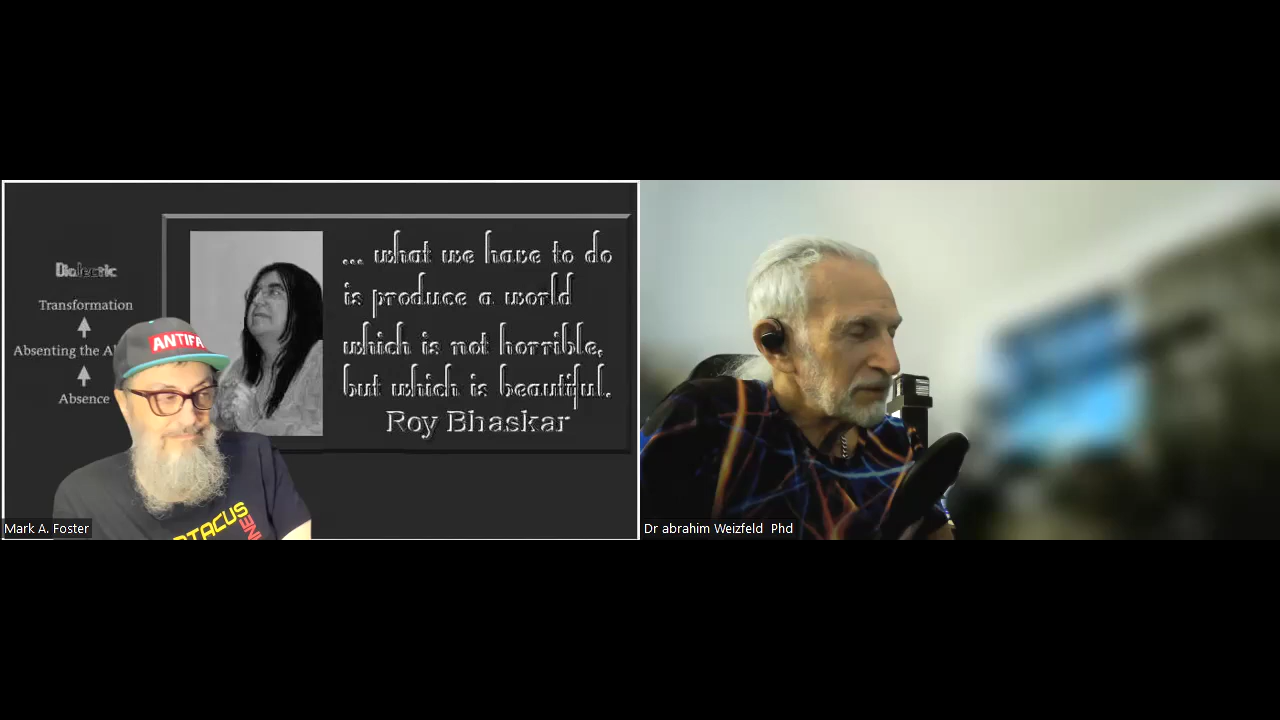 Dialectic
Transformation
Absenting the
Absence
... what we have to do
is produce a world
which is not horrible,
but which is beautiful.
Roy Bhaskar
ANTIFA
Mark A. Foster
Dr abrahim Weizfeld Phd